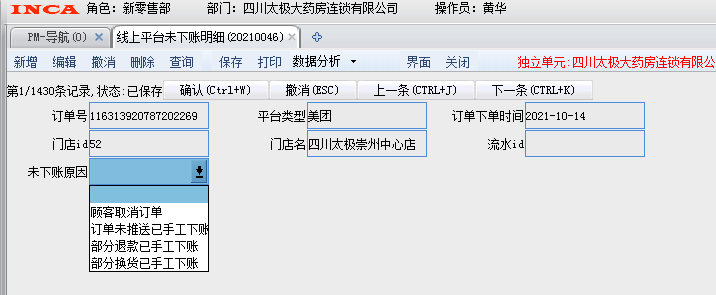 INCA 角色：新零售部 部门：四川太极大药房连锁有限公司 操作员：黄华
PM-导航(0) 线上平台未下账明细(20210046)
新增 编辑 撤消 删除 查询 保存 打印 数据分析 界面 关闭 独立单元：四川太极大药房连锁有限公
第1/1430条记录,状态:已保存 确认(Ctrl+W) 撤消(ESC) 上一条(CTRL+J) 下一条(CTRL+K)
订单号 116313920787202269 平台类型 美团 订单下单时间 2021-10-14
门店id 52 门店名 四川太极崇州中心店 流水id
未下账原因
顾客取消订单
订单未推送已手工下账
部分退款已手工下账
部分换货已手工下账